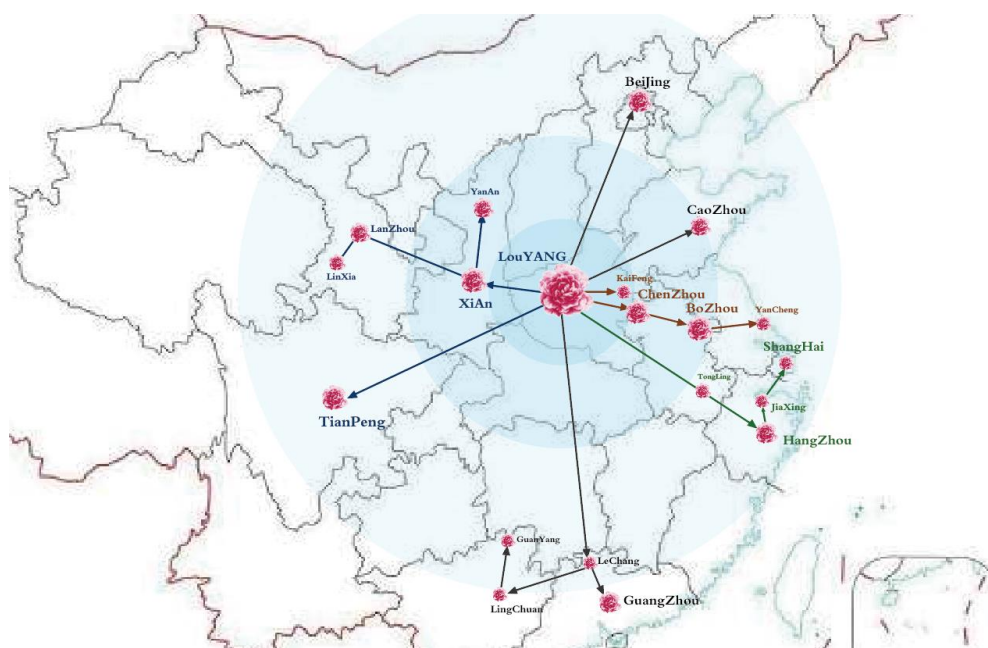 BeiJing
YanAn
CaoZhou
LanZhou
LouYANG
LinXia
KaiFeng
XiAn
ChenZhou
BoZhou
YanCheng
ShangHai
TongLing
JiaXing
TianPeng
HangZhou
GuanYang
LeChang
LingChuan
GuangZhou